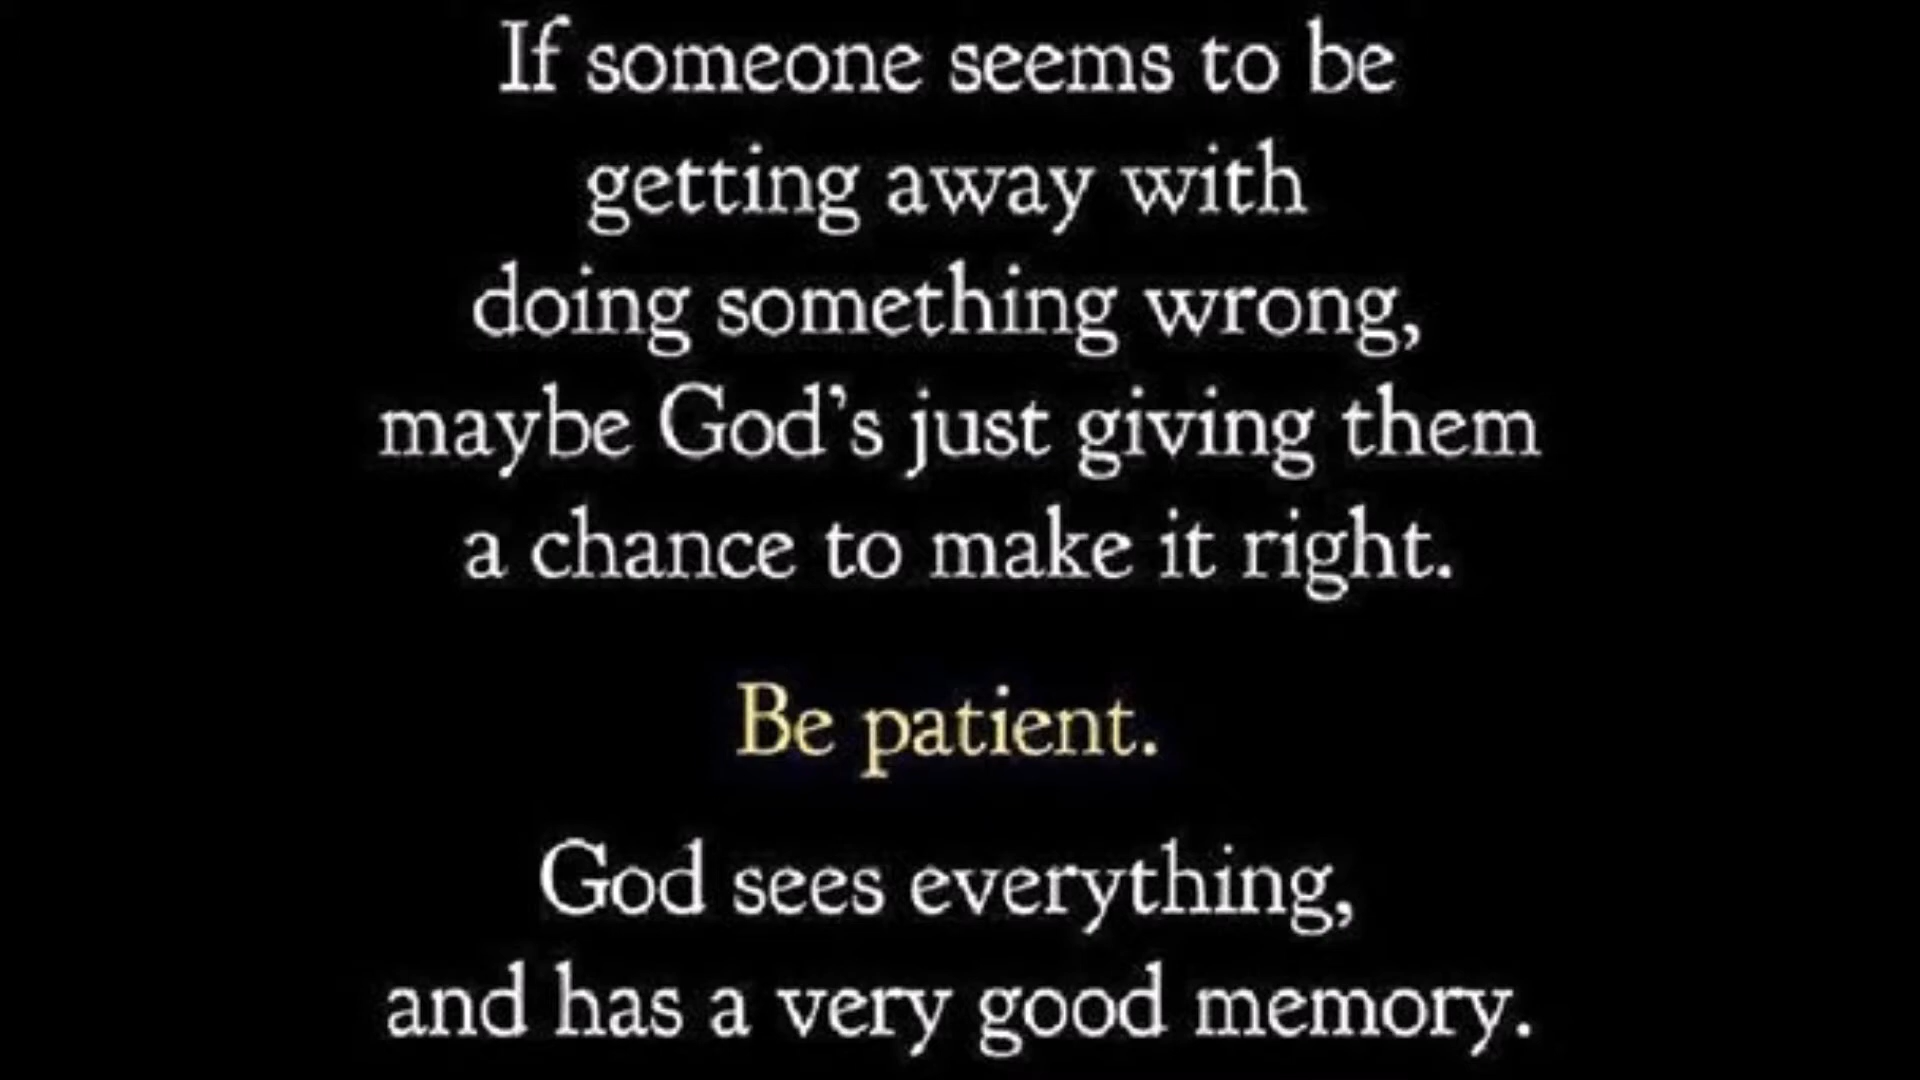 If someone seems to be
getting away with
doing something wrong,
maybe God's just giving them
a chance to make it right.
Be patient.
God sees everything,
and has a very good memory.